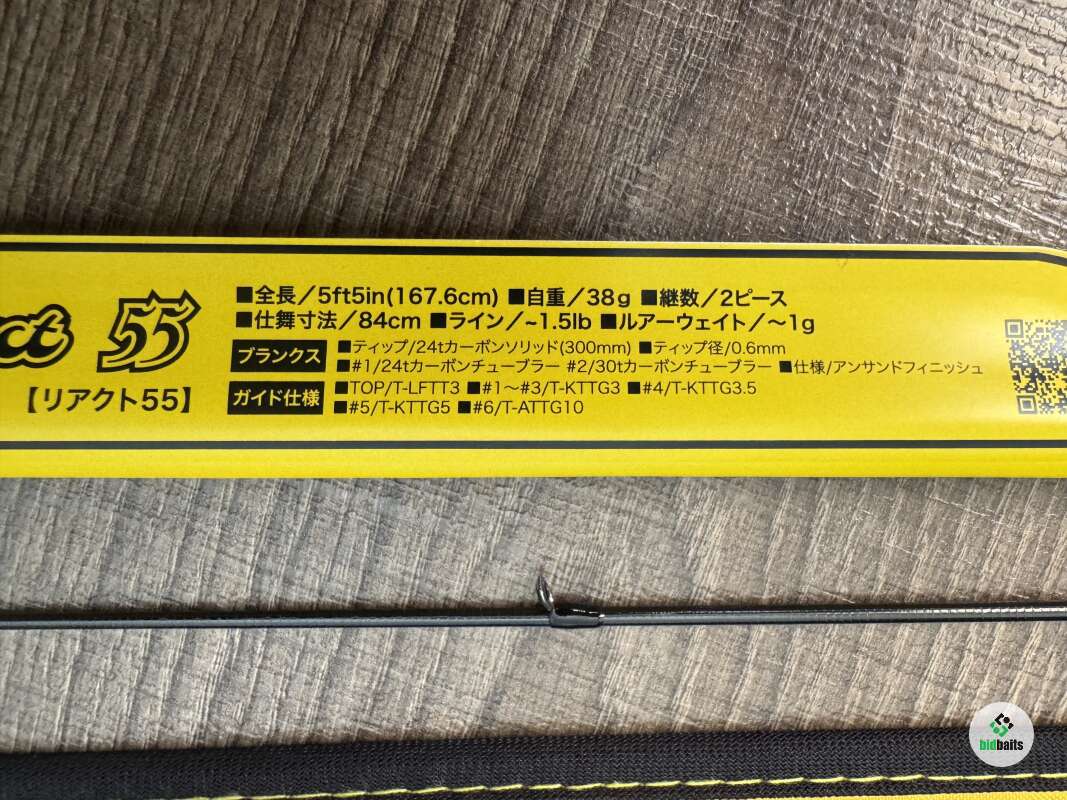 ct 55
【リアクト55】
■全長／5ft5in(167.6cm) ■自重／38g ■継数／2ピース
■仕舞寸法／84cm ■ライン／~1.5lb ■ルアーウェイト／～1g
ブランクス ■ティップ/24tカーボンソリッド(300mm) ■ティップ径/0.6mm
■#1/24tカーボンチューブラー #2/30tカーボンチューブラー ■仕様/アンサンドフィニッシュ
ガイド仕様 ■TOP/T-LFTT3 ■#1～#3/T-KTTG3 ■#4/T-KTTG3.5
■#5/T-KTTG5 ■#6/T-ATTG10
bidbaits